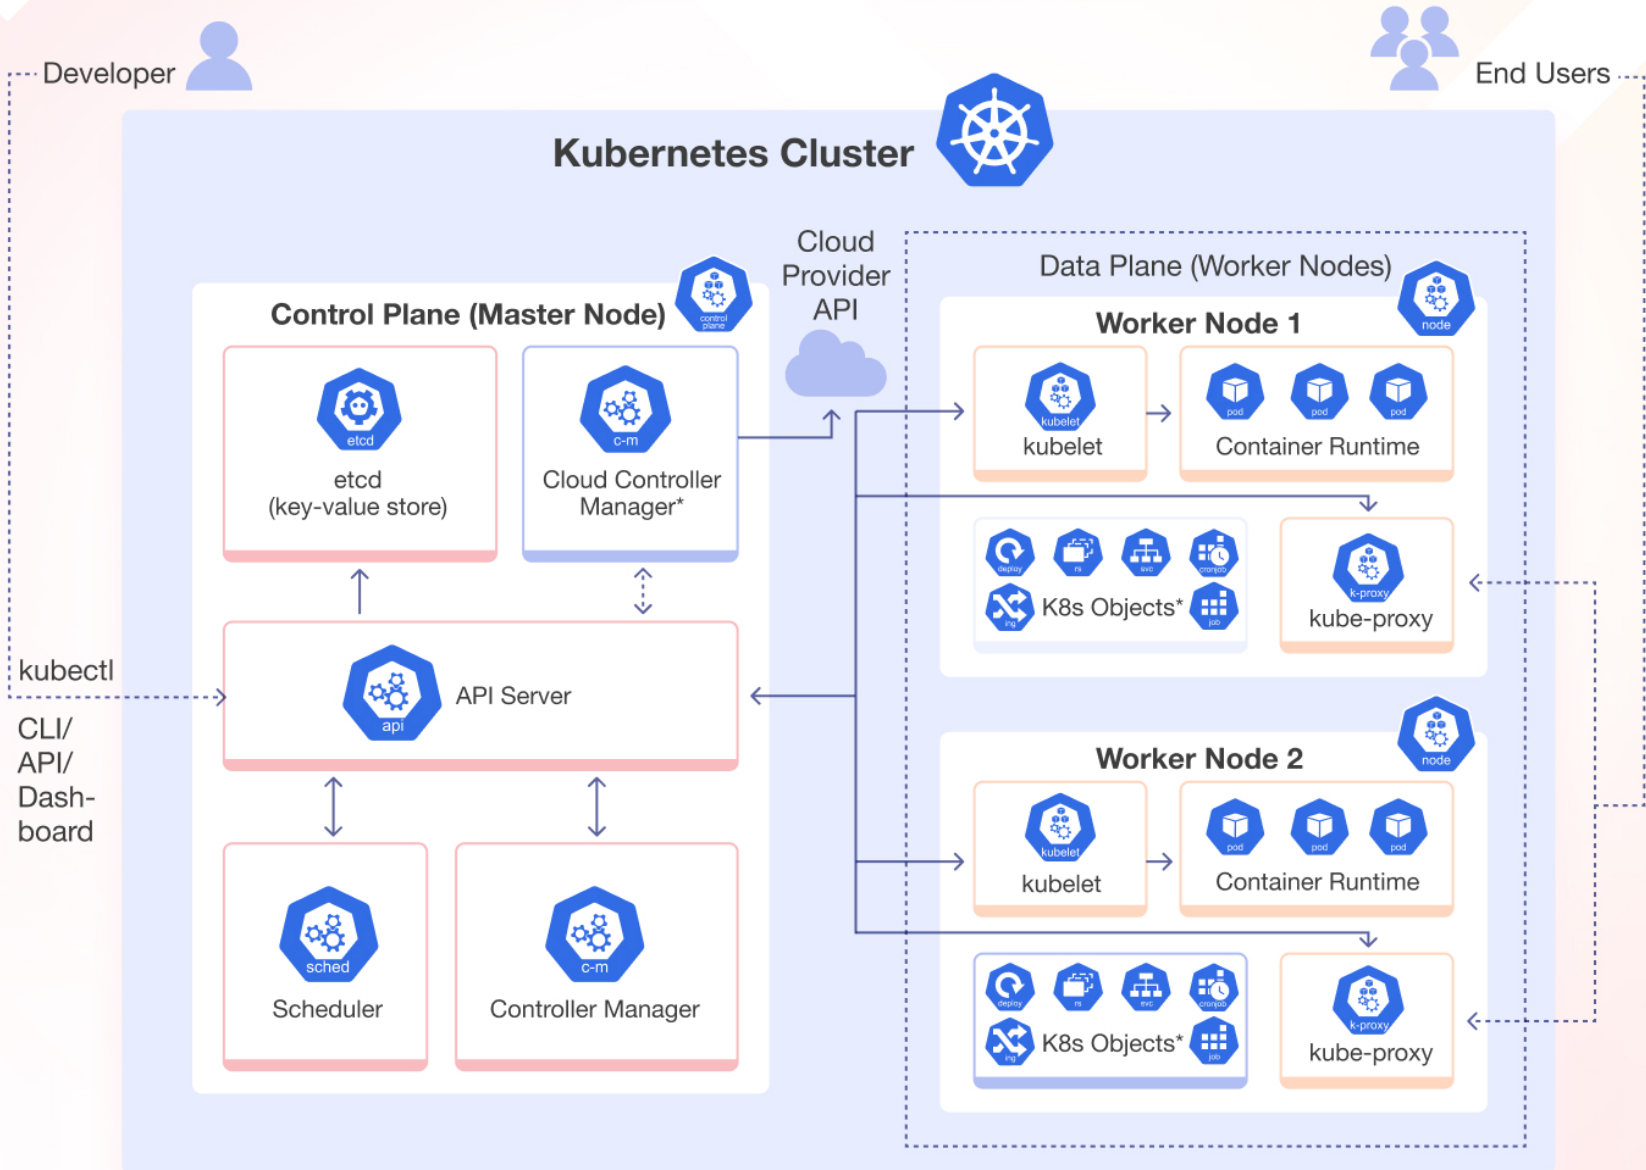 Developer
End Users
Kubernetes Cluster
Cloud
Provider
API
Data Plane (Worker Nodes)
Control Plane (Master Node)
control
plane
etcd
etcd
(key-value store)
c-m
Cloud Controller
Manager*
api
API Server
kubectl
CLI/
API/
Dash-
board
sched
Scheduler
c-m
Controller Manager
Worker Node 1
node
kubelet
kubelet
pod
pod
pod
Container Runtime
deploy
rs
svc
cronjob
ing
K8s Objects*
job
k-proxy
kube-proxy
Worker Node 2
node
kubelet
kubelet
pod
pod
pod
Container Runtime
deploy
rs
svc
cronjob
ing
K8s Objects*
job
k-proxy
kube-proxy